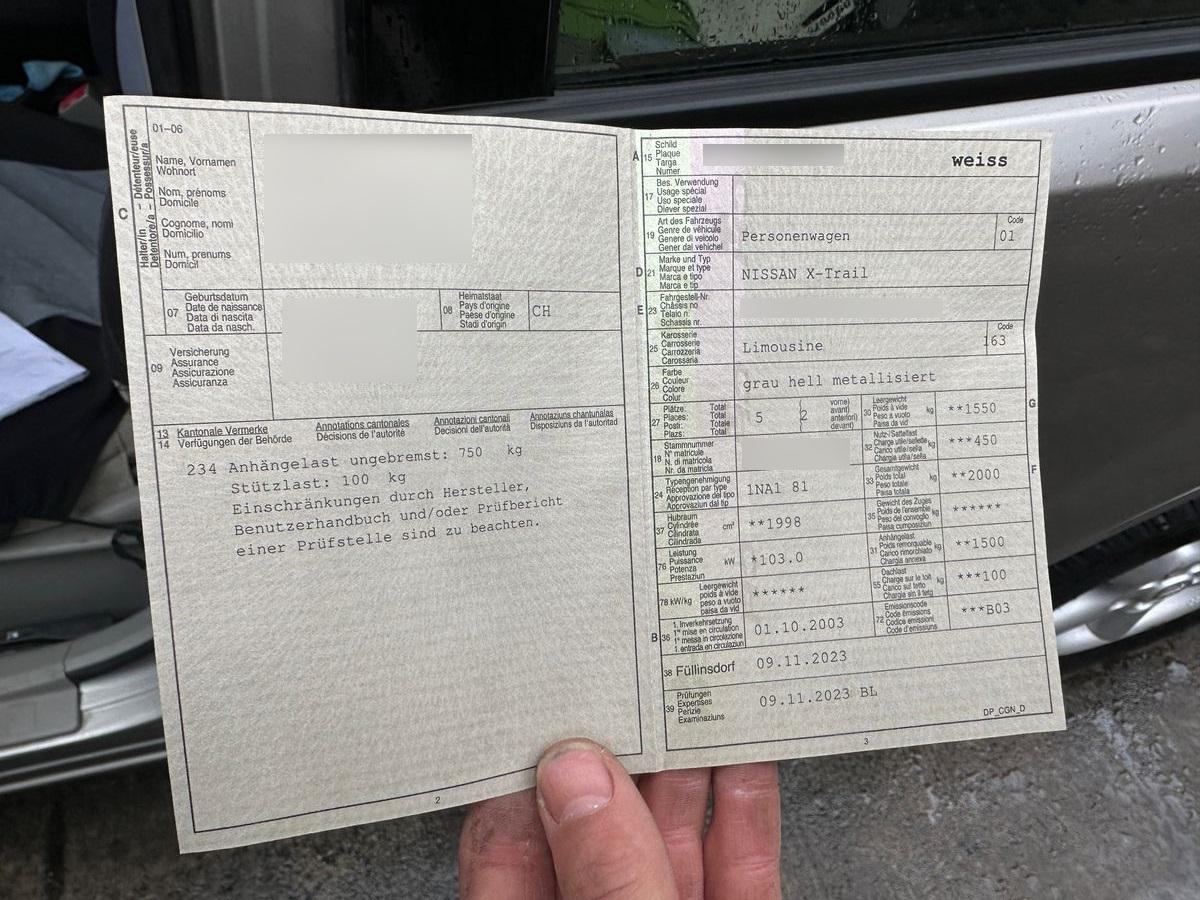 01-06
C
Halter/in - Détenteur/euse
Detentore/a - Possessur/a
Name, Vornamen
Wohnort
Nom, prénoms
Domicile
Cognome, nomi
Domicilio
Num, prenums
Domicil
07
Geburtsdatum
Date de naissance
Data di nascita
Data da nasch.
08
Heimatstaat
Pays d'origine
Paese d'origine
Stadi d'origin
CH
09
Versicherung
Assurance
Assicurazione
Assicuranza
13 Kantonale Vermerke Annotations cantonales Annotazioni cantonali Annotaziuns chantunalas
14 Verfügungen der Behörde Décisions de l'autorité Decisioni dell'autorità Disposiziuns da l'autoritad
234 Anhängelast ungebremst: 750 kg
Stützlast: 100 kg
Einschränkungen durch Hersteller,
Benutzerhandbuch und/oder Prüfbericht
einer Prüfstelle sind zu beachten.
2
A 15
Schild
Plaque
Targa
Numer
weiss
17
Bes. Verwendung
Usage spécial
Uso speciale
Diever spezial
19
Art des Fahrzeugs
Genre de véhicule
Genere di veicolo
Gener dal vehichel
Personenwagen
Code
01
D 21
Marke und Typ
Marque et type
Marca e tipo
Marca e tip
NISSAN X-Trail
E 23
Fahrgestell-Nr.
Châssis no
Telaio n.
Schassis nr.
25
Karosserie
Carrosserie
Carrozzeria
Carossaria
Limousine
Code
163
26
Farbe
Couleur
Colore
Colur
grau hell metallisiert
27
Plätze: Total
Places: Total
Posti: Totale
Plazs: Total
5 2
vorne)
avant)
anteriori)
davant)
30
Leergewicht
Poids à vide
Peso a vuoto
Paisa da vid
kg
**1550
G
18
Stammnummer
N° matricule
N. di matricola
Nr. da matricla
32
Nutz-/Sattellast
Charge utile/sellette
Carico utile/sella
Chargia utila/sella
kg
***450
24
Typengenehmigung
Réception par type
Approvazione del tipo
Approvaziun dal tip
1NA1 81
33
Gesamtgewicht
Poids total
Peso totale
Paisa totala
kg
**2000
F
37
Hubraum
Cylindrée
Cilindrata
Cilindrada
cm³
**1998
35
Gewicht des Zuges
Poids de l'ensemble
Peso del convoglio
Paisa cumposiziun
kg
******
76
Leistung
Puissance
Potenza
Prestaziun
kW
*103.0
31
Anhängelast
Poids remorquable
Carico rimorchiato
Chargia annexa
kg
**1500
78 kW/kg
Leergewicht
poids à vide
peso a vuoto
paisa da vid
******
55
Dachlast
Charge sur le toit
Carico sul tetto
Chargia sin il tetg
kg
***100
B 36
1. Inverkehrsetzung
1re mise en circulation
1a messa in circolazione
1. entrada en circulaziun
01.10.2003
72
Emissionscode
Code émissions
Codice emissioni
Code d'emissiuns
***B03
38 Füllinsdorf
09.11.2023
39
Prüfungen
Expertises
Perizie
Examinaziuns
09.11.2023 BL
DP_CGN_D
3